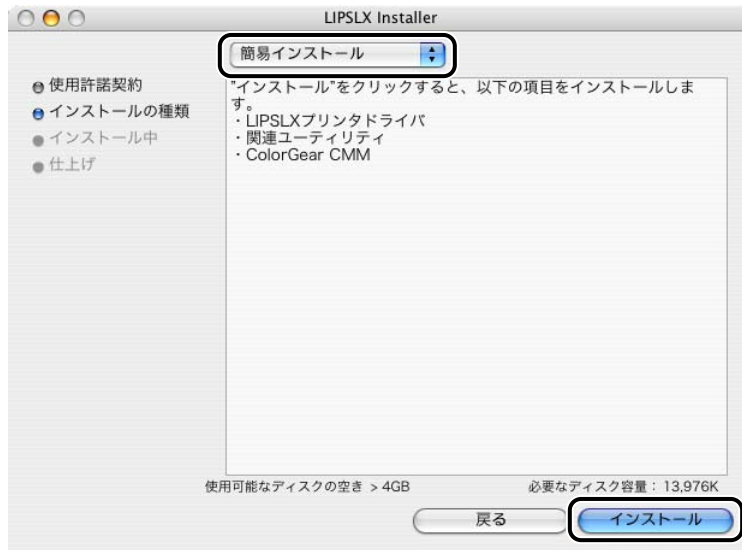 LIPSLX Installer
簡易インストール
使用許諾契約
インストールの種類
インストール中
仕上げ
"インストール"をクリックすると、以下の項目をインストールしま
す。
・LIPSLXプリンタドライバ
・関連ユーティリティ
・ColorGear CMM
使用可能なディスクの空き > 4GB
必要なディスク容量： 13,976K
戻る
インストール